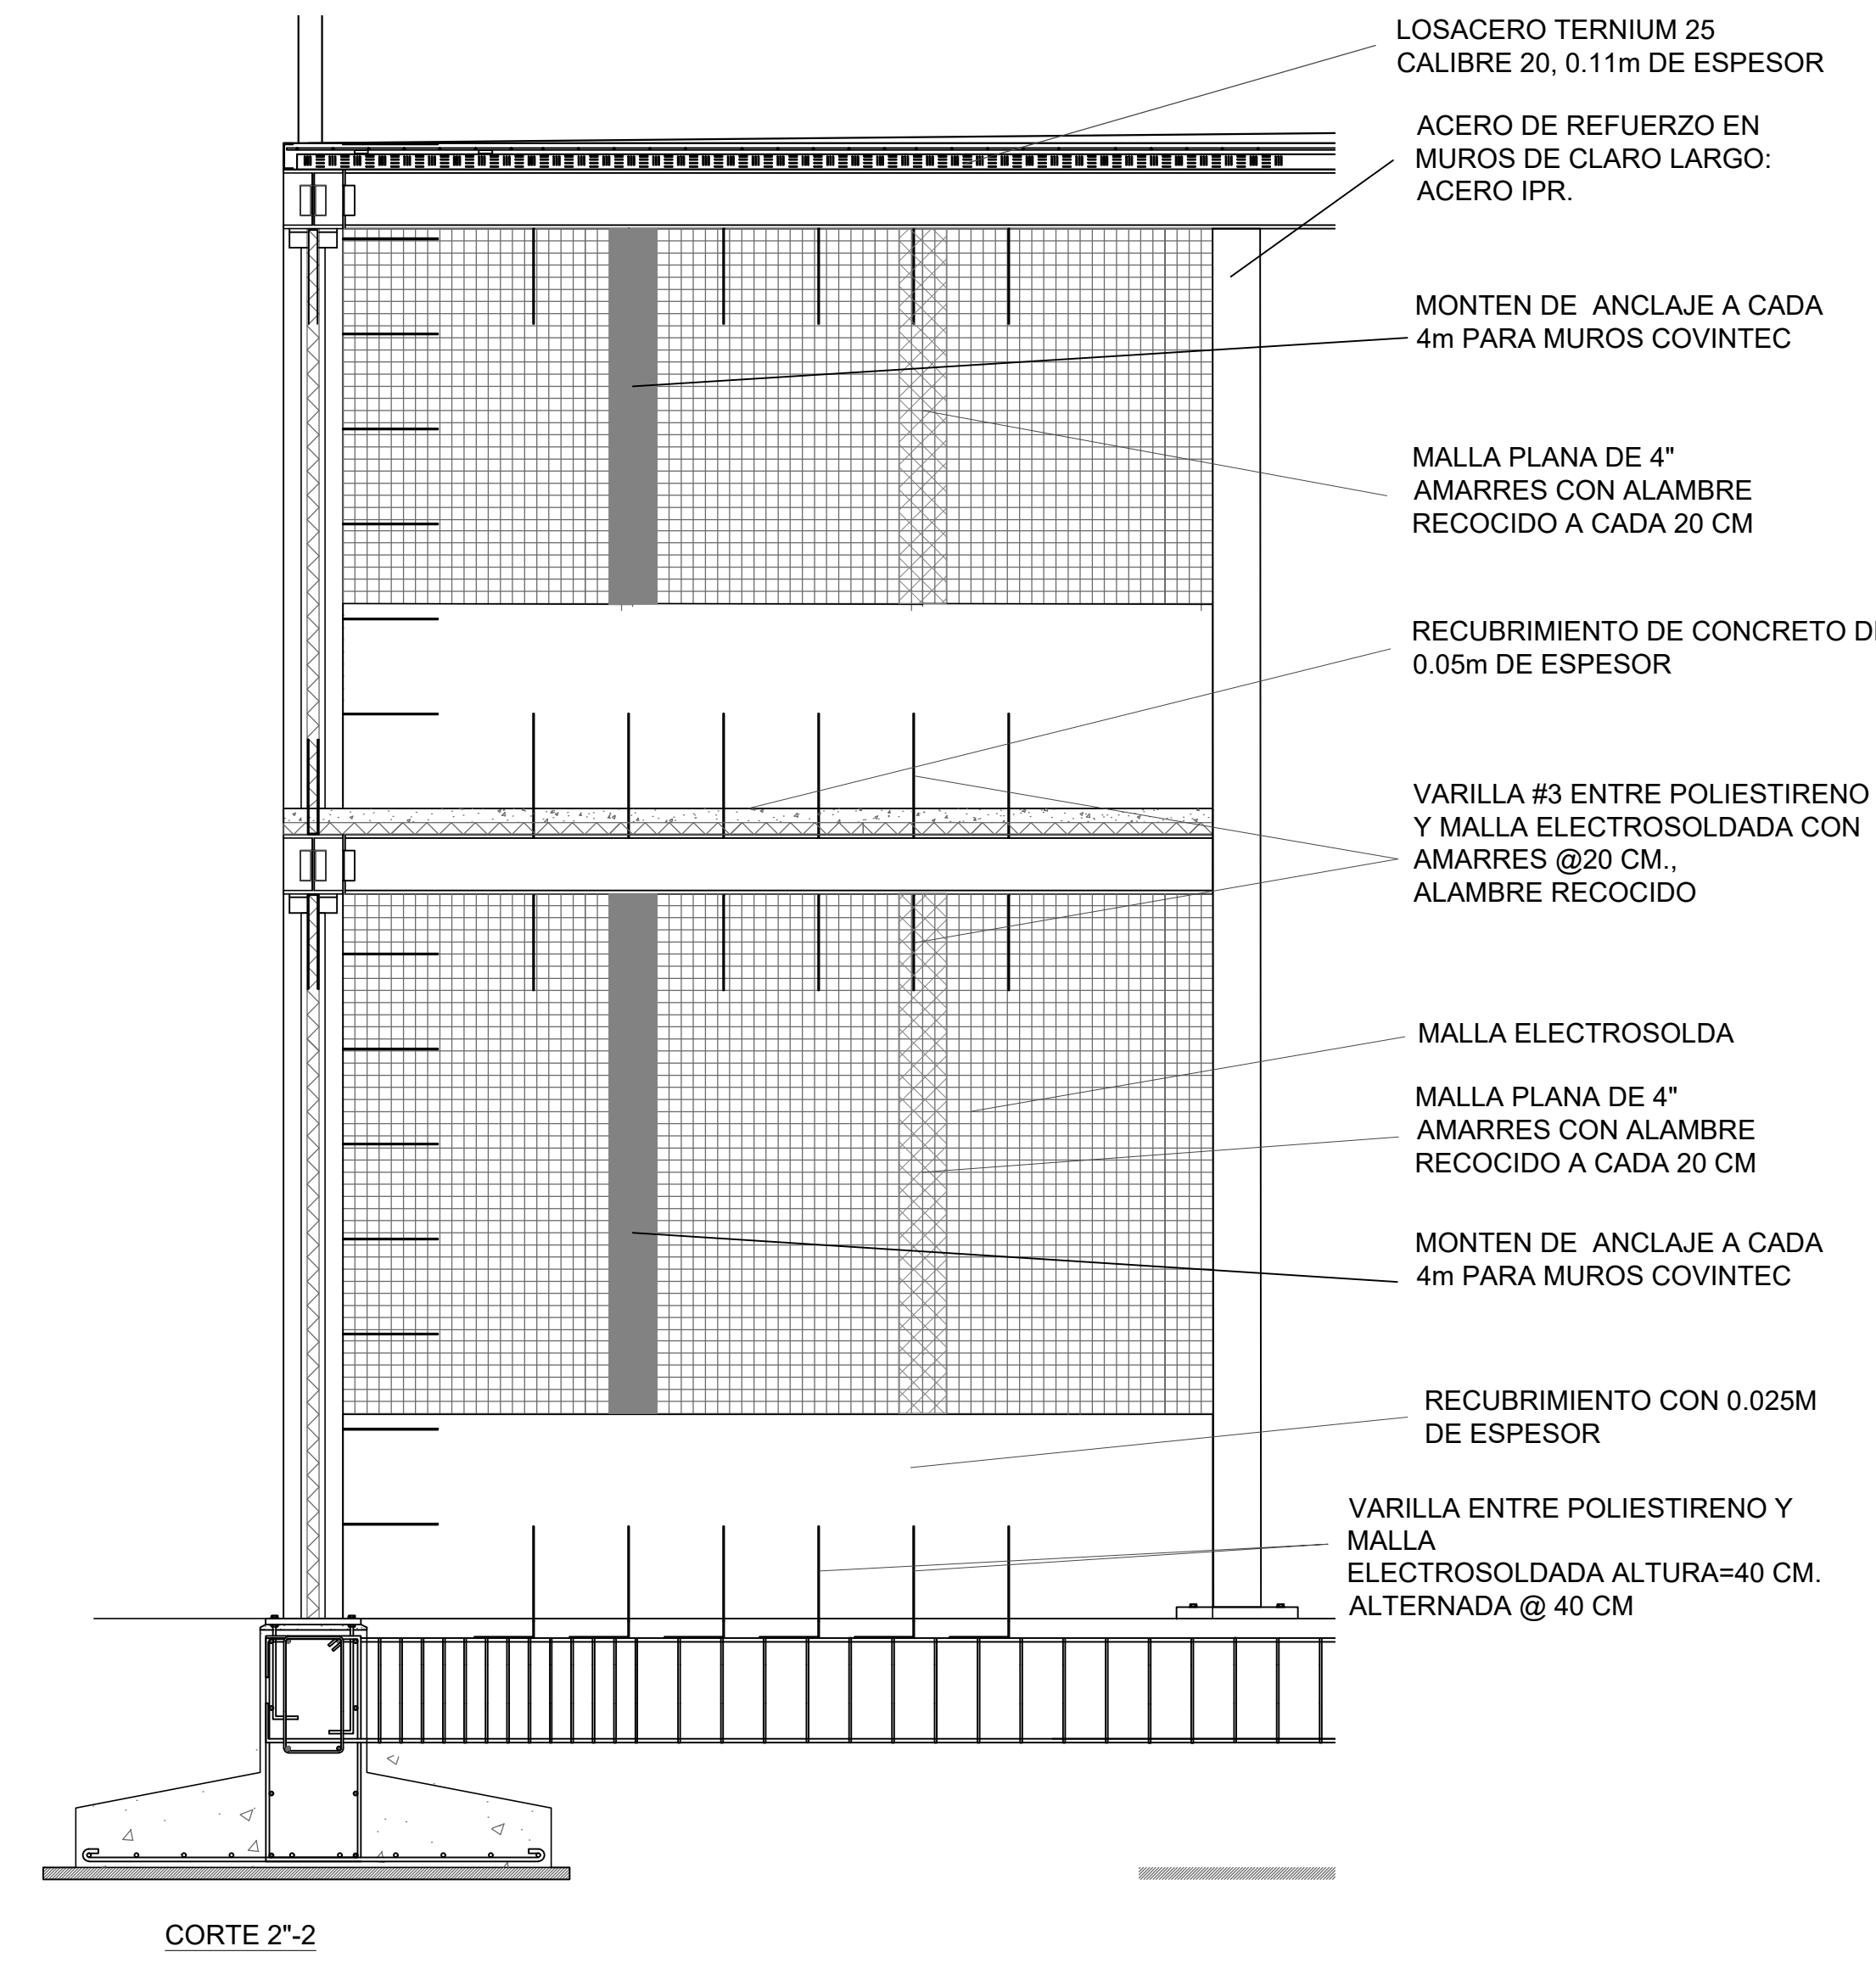 LOSACERO TERNIUM 25
CALIBRE 20, 0.11m DE ESPESOR
ACERO DE REFUERZO EN
MUROS DE CLARO LARGO:
ACERO IPR.
MONTEN DE  ANCLAJE A CADA
4m PARA MUROS COVINTEC
MALLA PLANA DE 4"
AMARRES CON ALAMBRE
RECOCIDO A CADA 20 CM
RECUBRIMIENTO DE CONCRETO
0.05m DE ESPESOR
VARILLA #3 ENTRE POLIESTIRENO
Y MALLA ELECTROSOLDADA CON
AMARRES @20 CM.,
ALAMBRE RECOCIDO
MALLA ELECTROSOLDA
MALLA PLANA DE 4"
AMARRES CON ALAMBRE
RECOCIDO A CADA 20 CM
MONTEN DE  ANCLAJE A CADA
4m PARA MUROS COVINTEC
RECUBRIMIENTO CON 0.025M
DE ESPESOR
VARILLA ENTRE POLIESTIRENO Y
MALLA
ELECTROSOLDADA ALTURA=40 CM.
ALTERNADA @ 40 CM
CORTE 2"-2